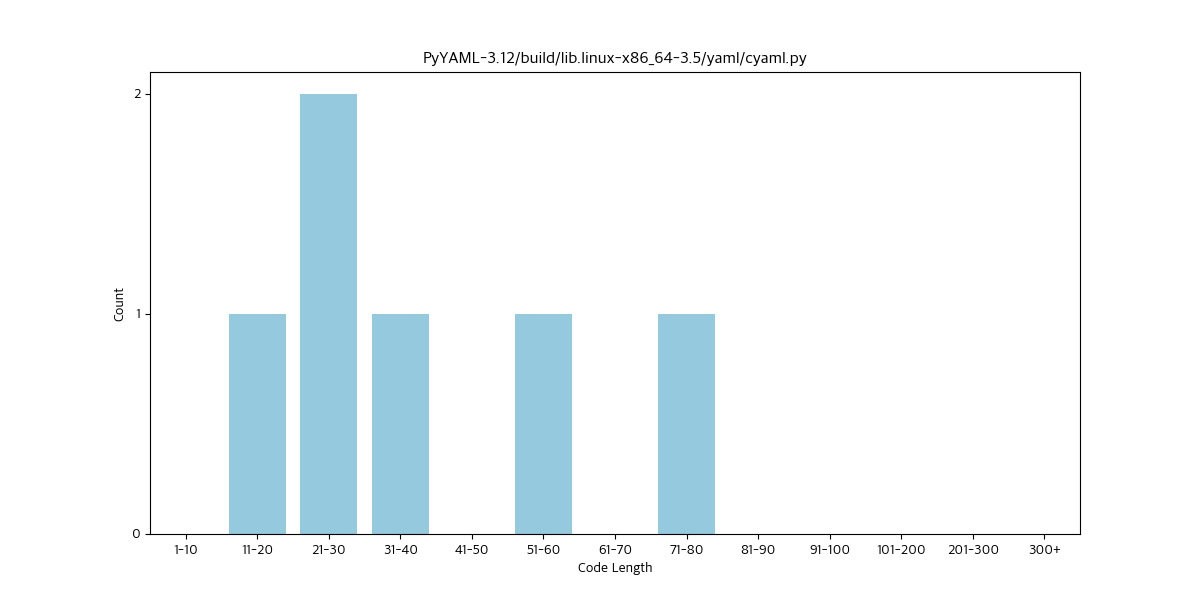 PyYAML-3.12/build/lib.linux-x86_64-3.5/yaml/cyaml.py
2
1
0
Count
1-10 11-20 21-30 31-40 41-50 51-60 61-70 71-80 81-90 91-100 101-200 201-300 300+
Code Length